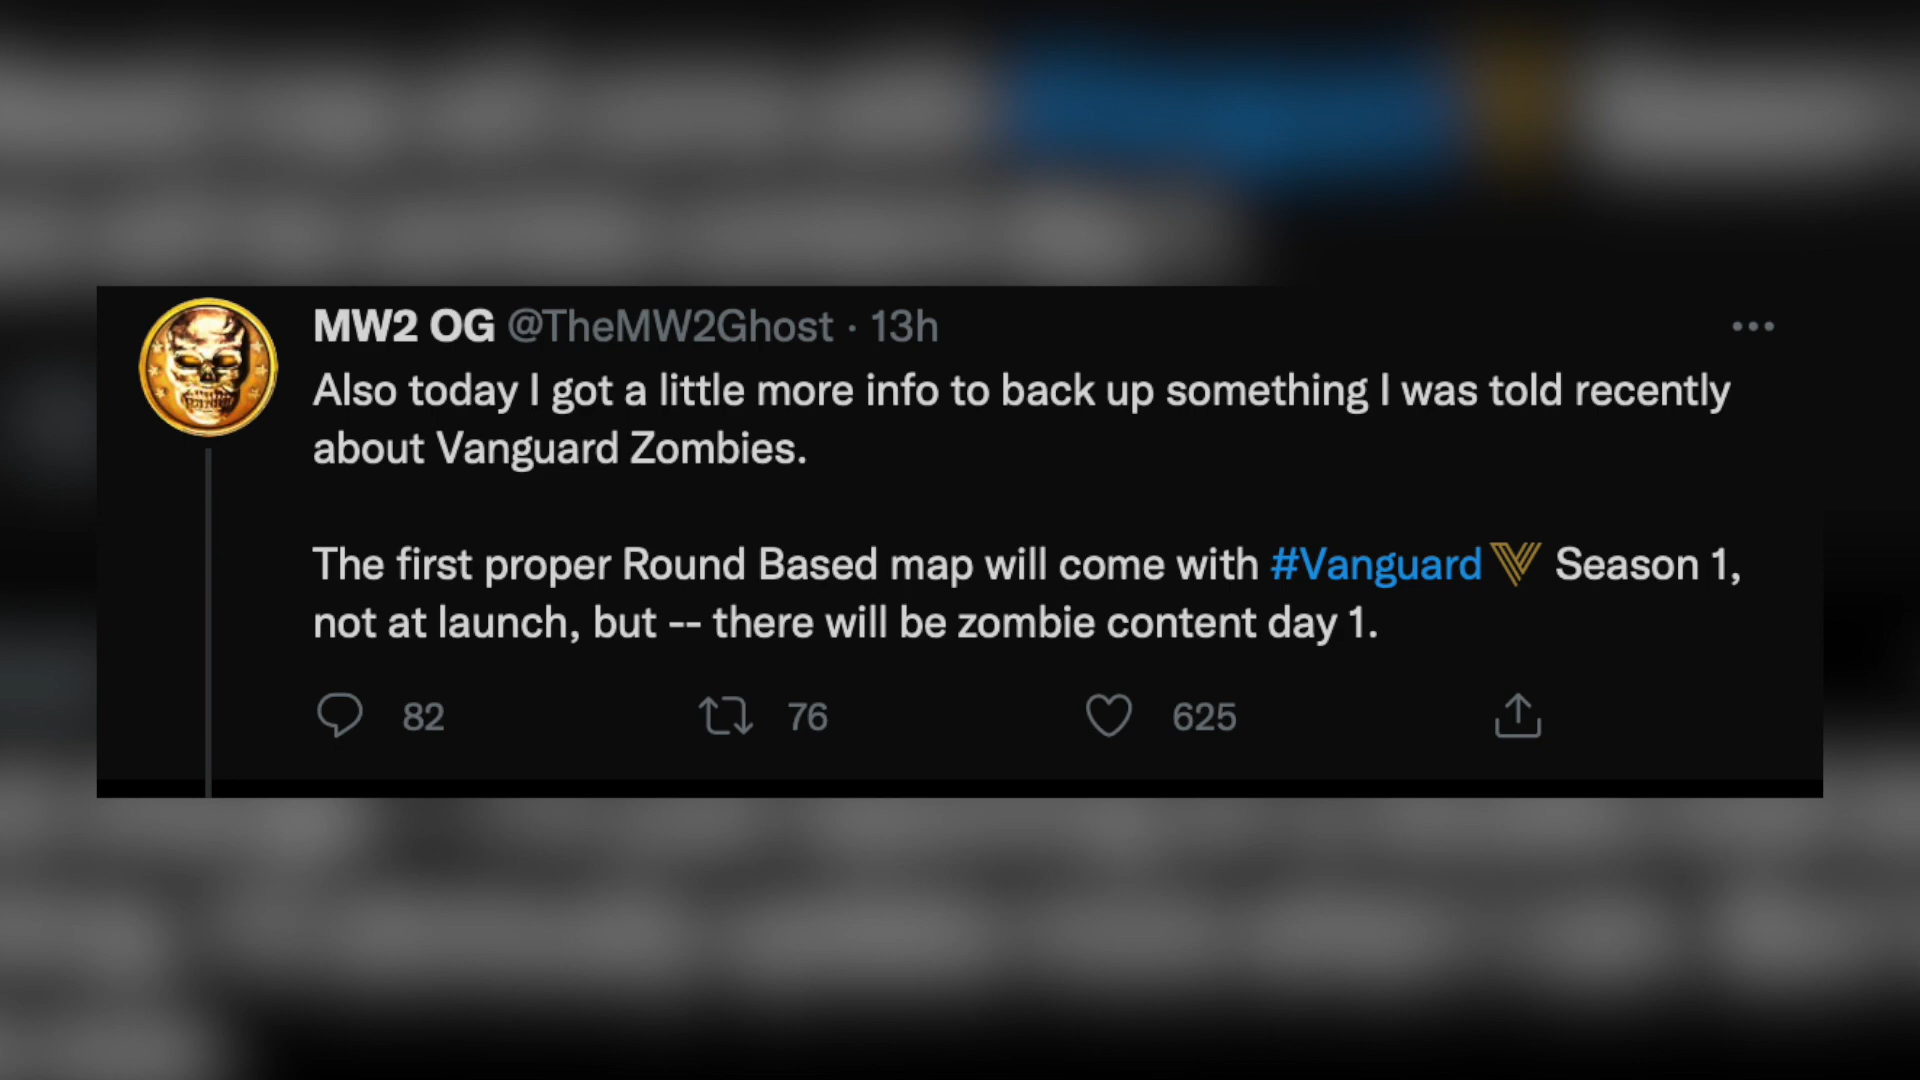 MW2 OG @TheMW2Ghost · 13h
Also today I got a little more info to back up something I was told recently
about Vanguard Zombies.
The first proper Round Based map will come with #Vanguard Season 1,
not at launch, but -- there will be zombie content day 1.
82 76 625